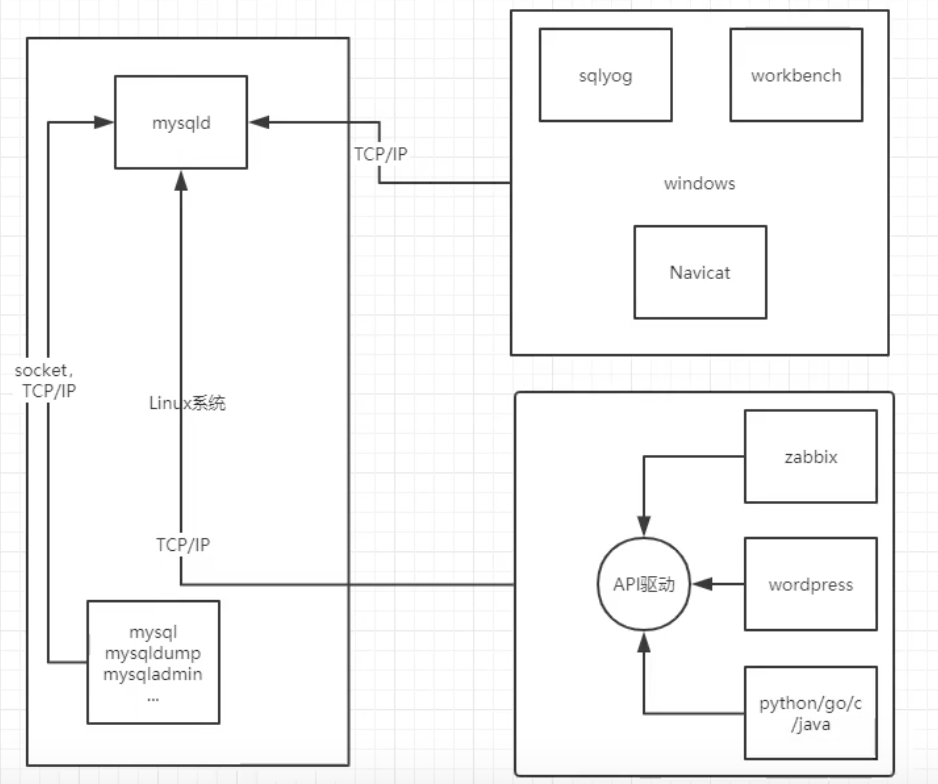 mysqld
TCP/IP
socket,
TCP/IP
Linux系统
TCP/IP
mysql
mysqldump
mysqladmin
...
sqlyog
workbench
windows
Navicat
zabbix
API驱动
wordpress
python/go/c
/java